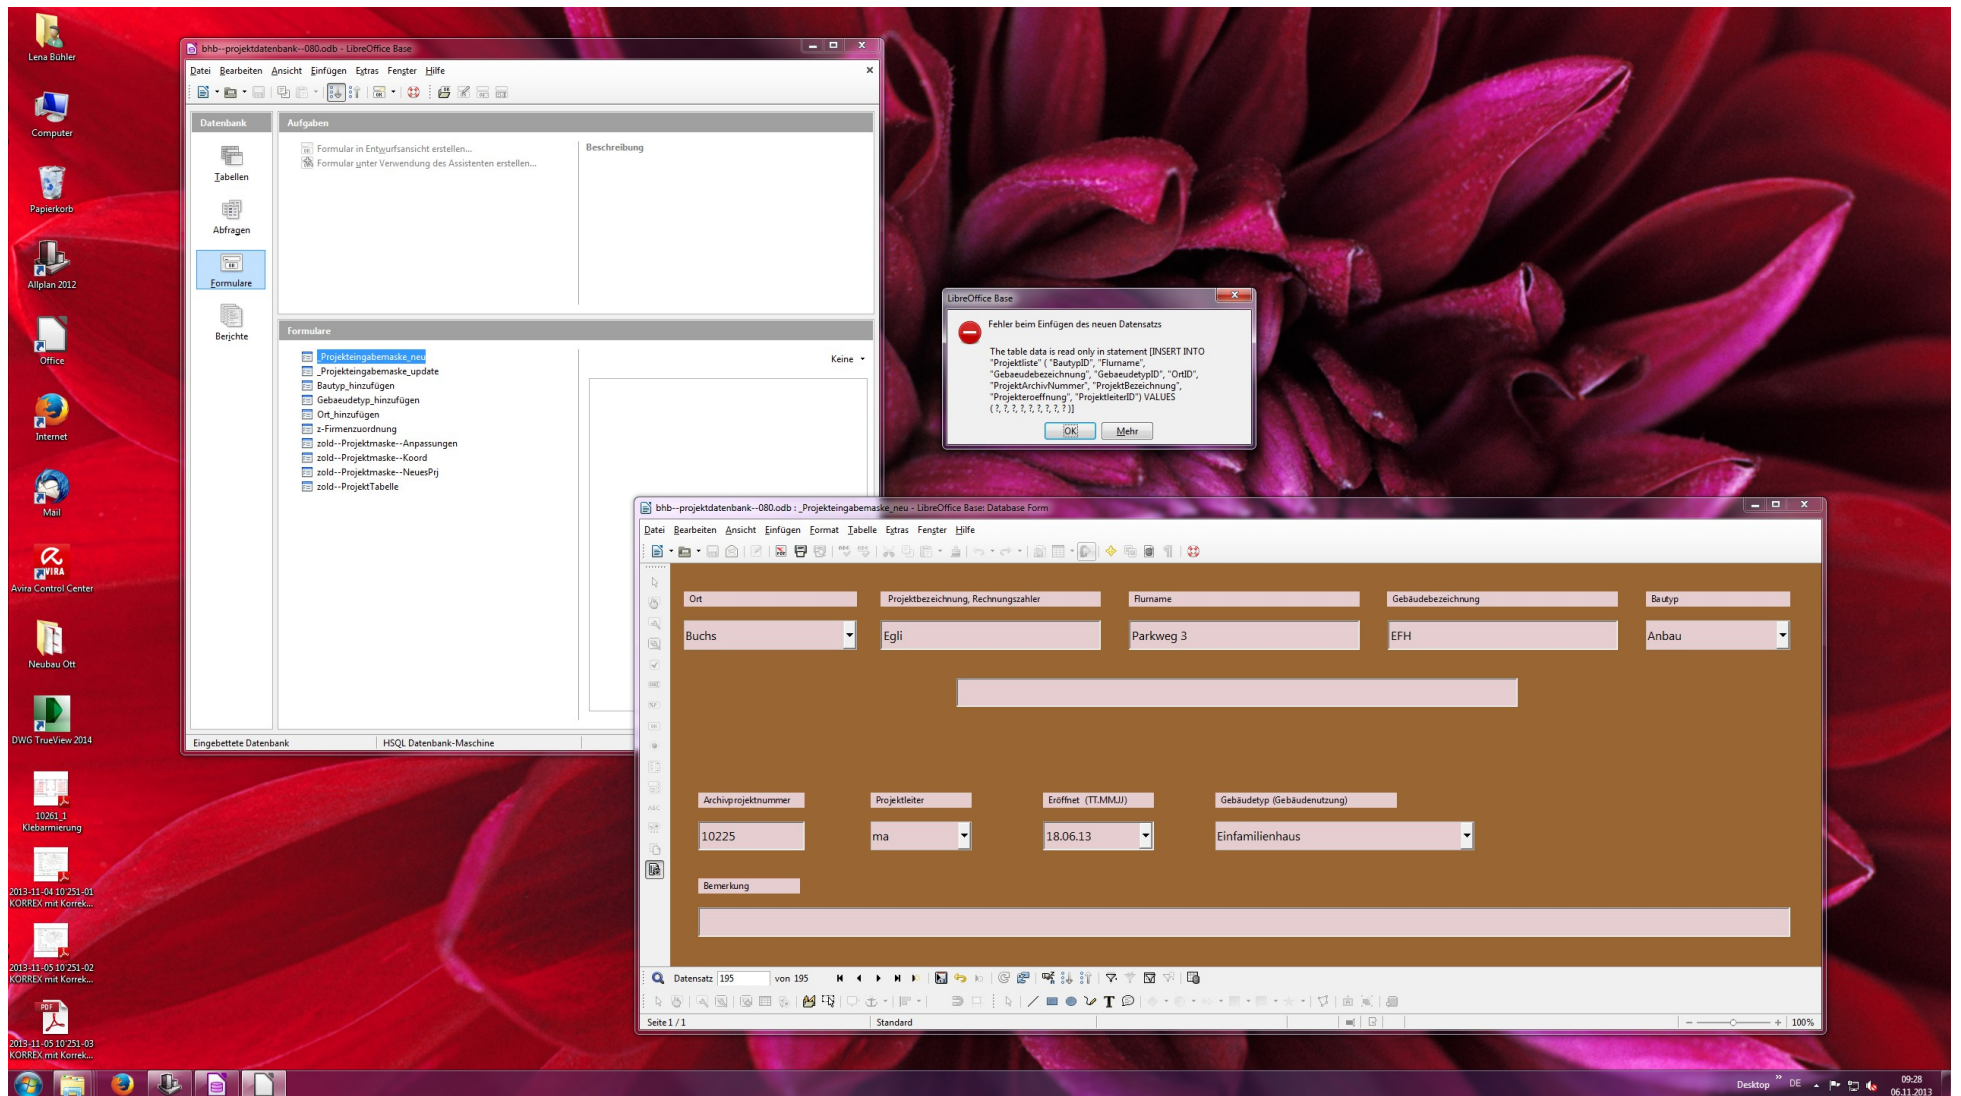 Lena Bühler
Computer
Papierkorb
Allplan 2012
Office
Internet
Mail
AVIRA
Avira Control Center
Neubau Ott
DWG TrueView 2014
10261_1
Klebarmierung
2013-11-04 10'251-01
KORREX mit Korrek...
2013-11-05 10'251-02
KORREX mit Korrek...
PDF
2013-11-05 10'251-03
KORREX mit Korrek...
bhb--projektdatenbank--080.odb - LibreOffice Base
Datei Bearbeiten Ansicht Einfügen Extras Fenster Hilfe
Datenbank
Aufgaben
Tabellen
Abfragen
Formulare
Berichte
Formular in Entwurfsansicht erstellen...
Formular unter Verwendung des Assistenten erstellen...
Beschreibung
Formulare
_Projekteingabemaske_neu
_Projekteingabemaske_update
Bautyp_hinzufügen
Gebaeudetyp_hinzufügen
Ort_hinzufügen
z-Firmenzuordnung
zold--Projektmaske--Anpassungen
zold--Projektmaske--Koord
zold--Projektmaske--NeuesPrj
zold--ProjektTabelle
Keine
Eingebettete Datenbank HSQL Datenbank-Maschine
LibreOffice Base
Fehler beim Einfügen des neuen Datensatzs
The table data is read only in statement [INSERT INTO
"Projektliste" ( "BautypID", "Flurname",
"Gebaeudebezeichnung", "GebaeudetypID", "OrtID",
"ProjektArchivNummer", "ProjektBezeichnung",
"Projekteroeffnung", "ProjektleiterID") VALUES
( ?, ?, ?, ?, ?, ?, ?, ?, ? )]
OK Mehr
bhb--projektdatenbank--080.odb : _Projekteingabemaske_neu - LibreOffice Base: Database Form
Datei Bearbeiten Ansicht Einfügen Format Tabelle Extras Fenster Hilfe
Ort Projektbezeichnung, Rechnungszahler Flurname Gebäudebezeichnung Bautyp
Buchs Egli Parkweg 3 EFH Anbau
Archivprojektnummer Projektleiter Eröffnet (TT.MM.JJ) Gebäudetyp (Gebäudenutzung)
10225 ma 18.06.13 Einfamilienhaus
Bemerkung
Datensatz 195 von 195
Seite 1 / 1 Standard 100%
Desktop DE 09:28
06.11.2013